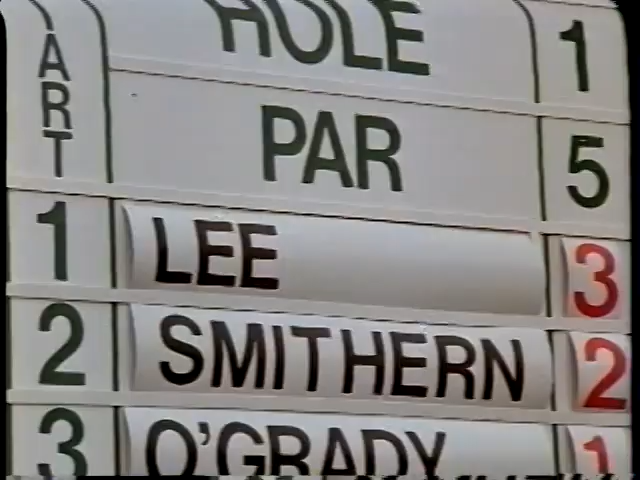 HOLE 1
ART PAR 5
1 LEE 3
2 SMITHERN 2
3 O'GRADY 1